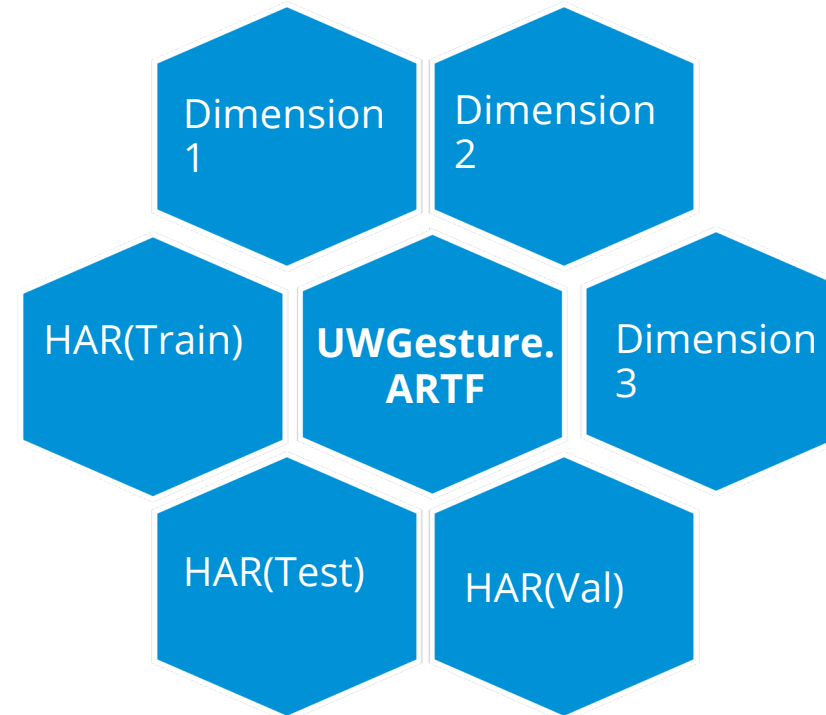 Dimension
1
Dimension
2
HAR(Train)
UWGesture.
ARTF
Dimension
3
HAR(Test)
HAR(Val)